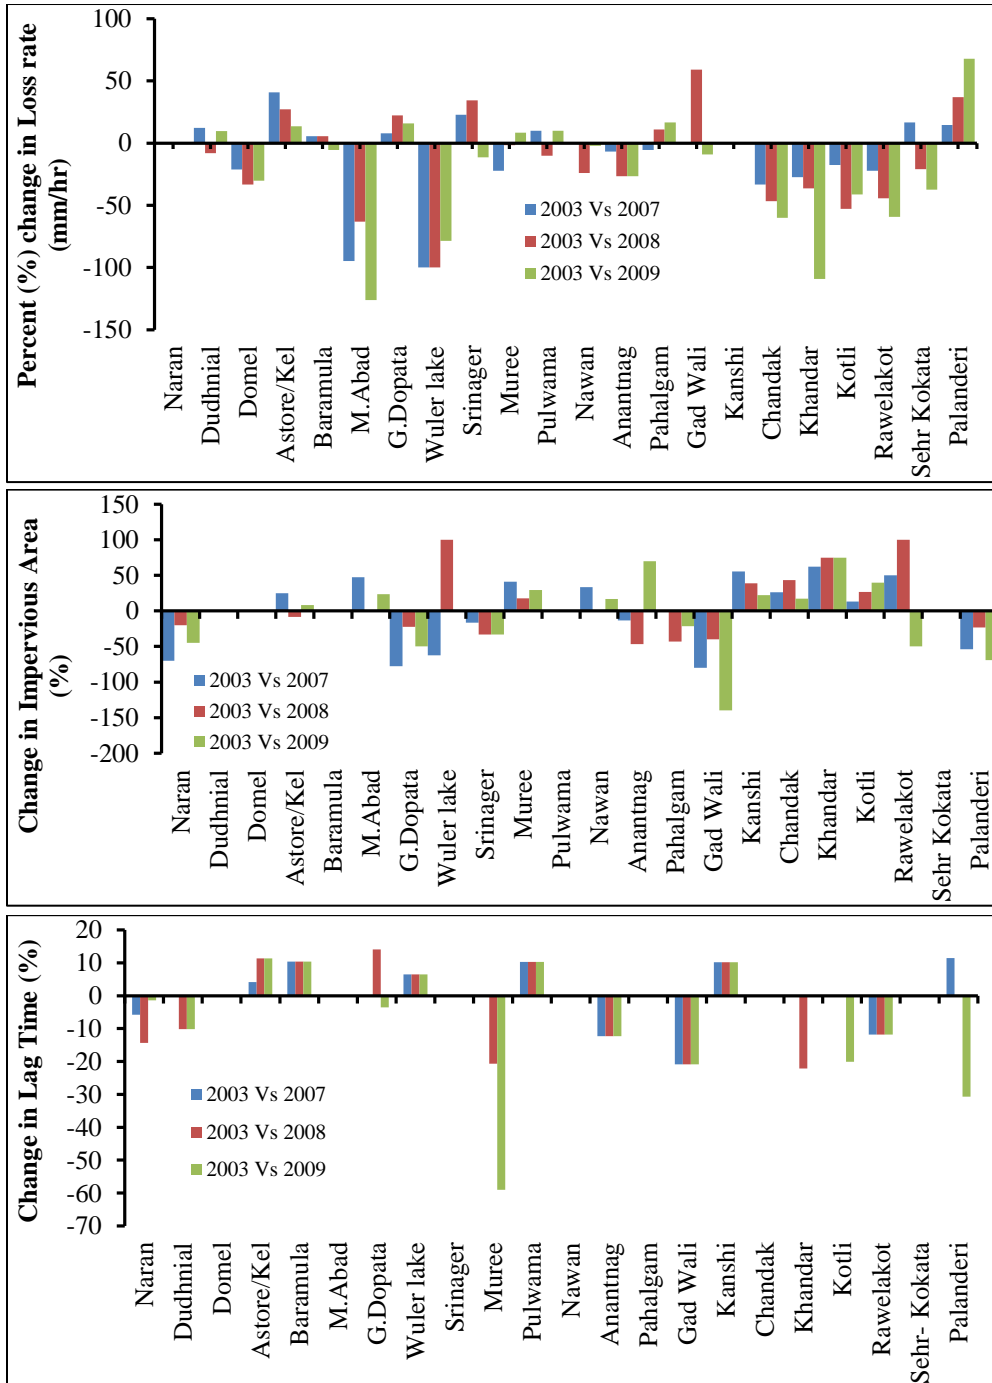 Percent (%) change in Loss rate
(mm/hr)
100
50
0
-50
-100
-150
2003 Vs 2007
2003 Vs 2008
2003 Vs 2009
Naran
Dudhnial
Domel
Astore/Kel
Baramula
M.Abad
G.Dopata
Wuler lake
Srinager
Muree
Pulwama
Nawan
Anantnag
Pahalgam
Gad Wali
Kanshi
Chandak
Khandar
Kotli
Rawelakot
Sehr Kokata
Palanderi
Change in Impervious Area
(%)
150
100
50
0
-50
-100
-150
-200
2003 Vs 2007
2003 Vs 2008
2003 Vs 2009
Naran
Dudhnial
Domel
Astore/Kel
Baramula
M.Abad
G.Dopata
Wuler lake
Srinager
Muree
Pulwama
Nawan
Anantnag
Pahalgam
Gad Wali
Kanshi
Chandak
Khandar
Kotli
Rawelakot
Sehr Kokata
Palanderi
Change in Lag Time (%)
20
10
0
-10
-20
-30
-40
-50
-60
-70
2003 Vs 2007
2003 Vs 2008
2003 Vs 2009
Naran
Dudhnial
Domel
Astore/Kel
Baramula
M.Abad
G.Dopata
Wuler lake
Srinager
Muree
Pulwama
Nawan
Anantnag
Pahalgam
Gad Wali
Kanshi
Chandak
Khandar
Kotli
Rawelakot
Sehr- Kokata
Palanderi